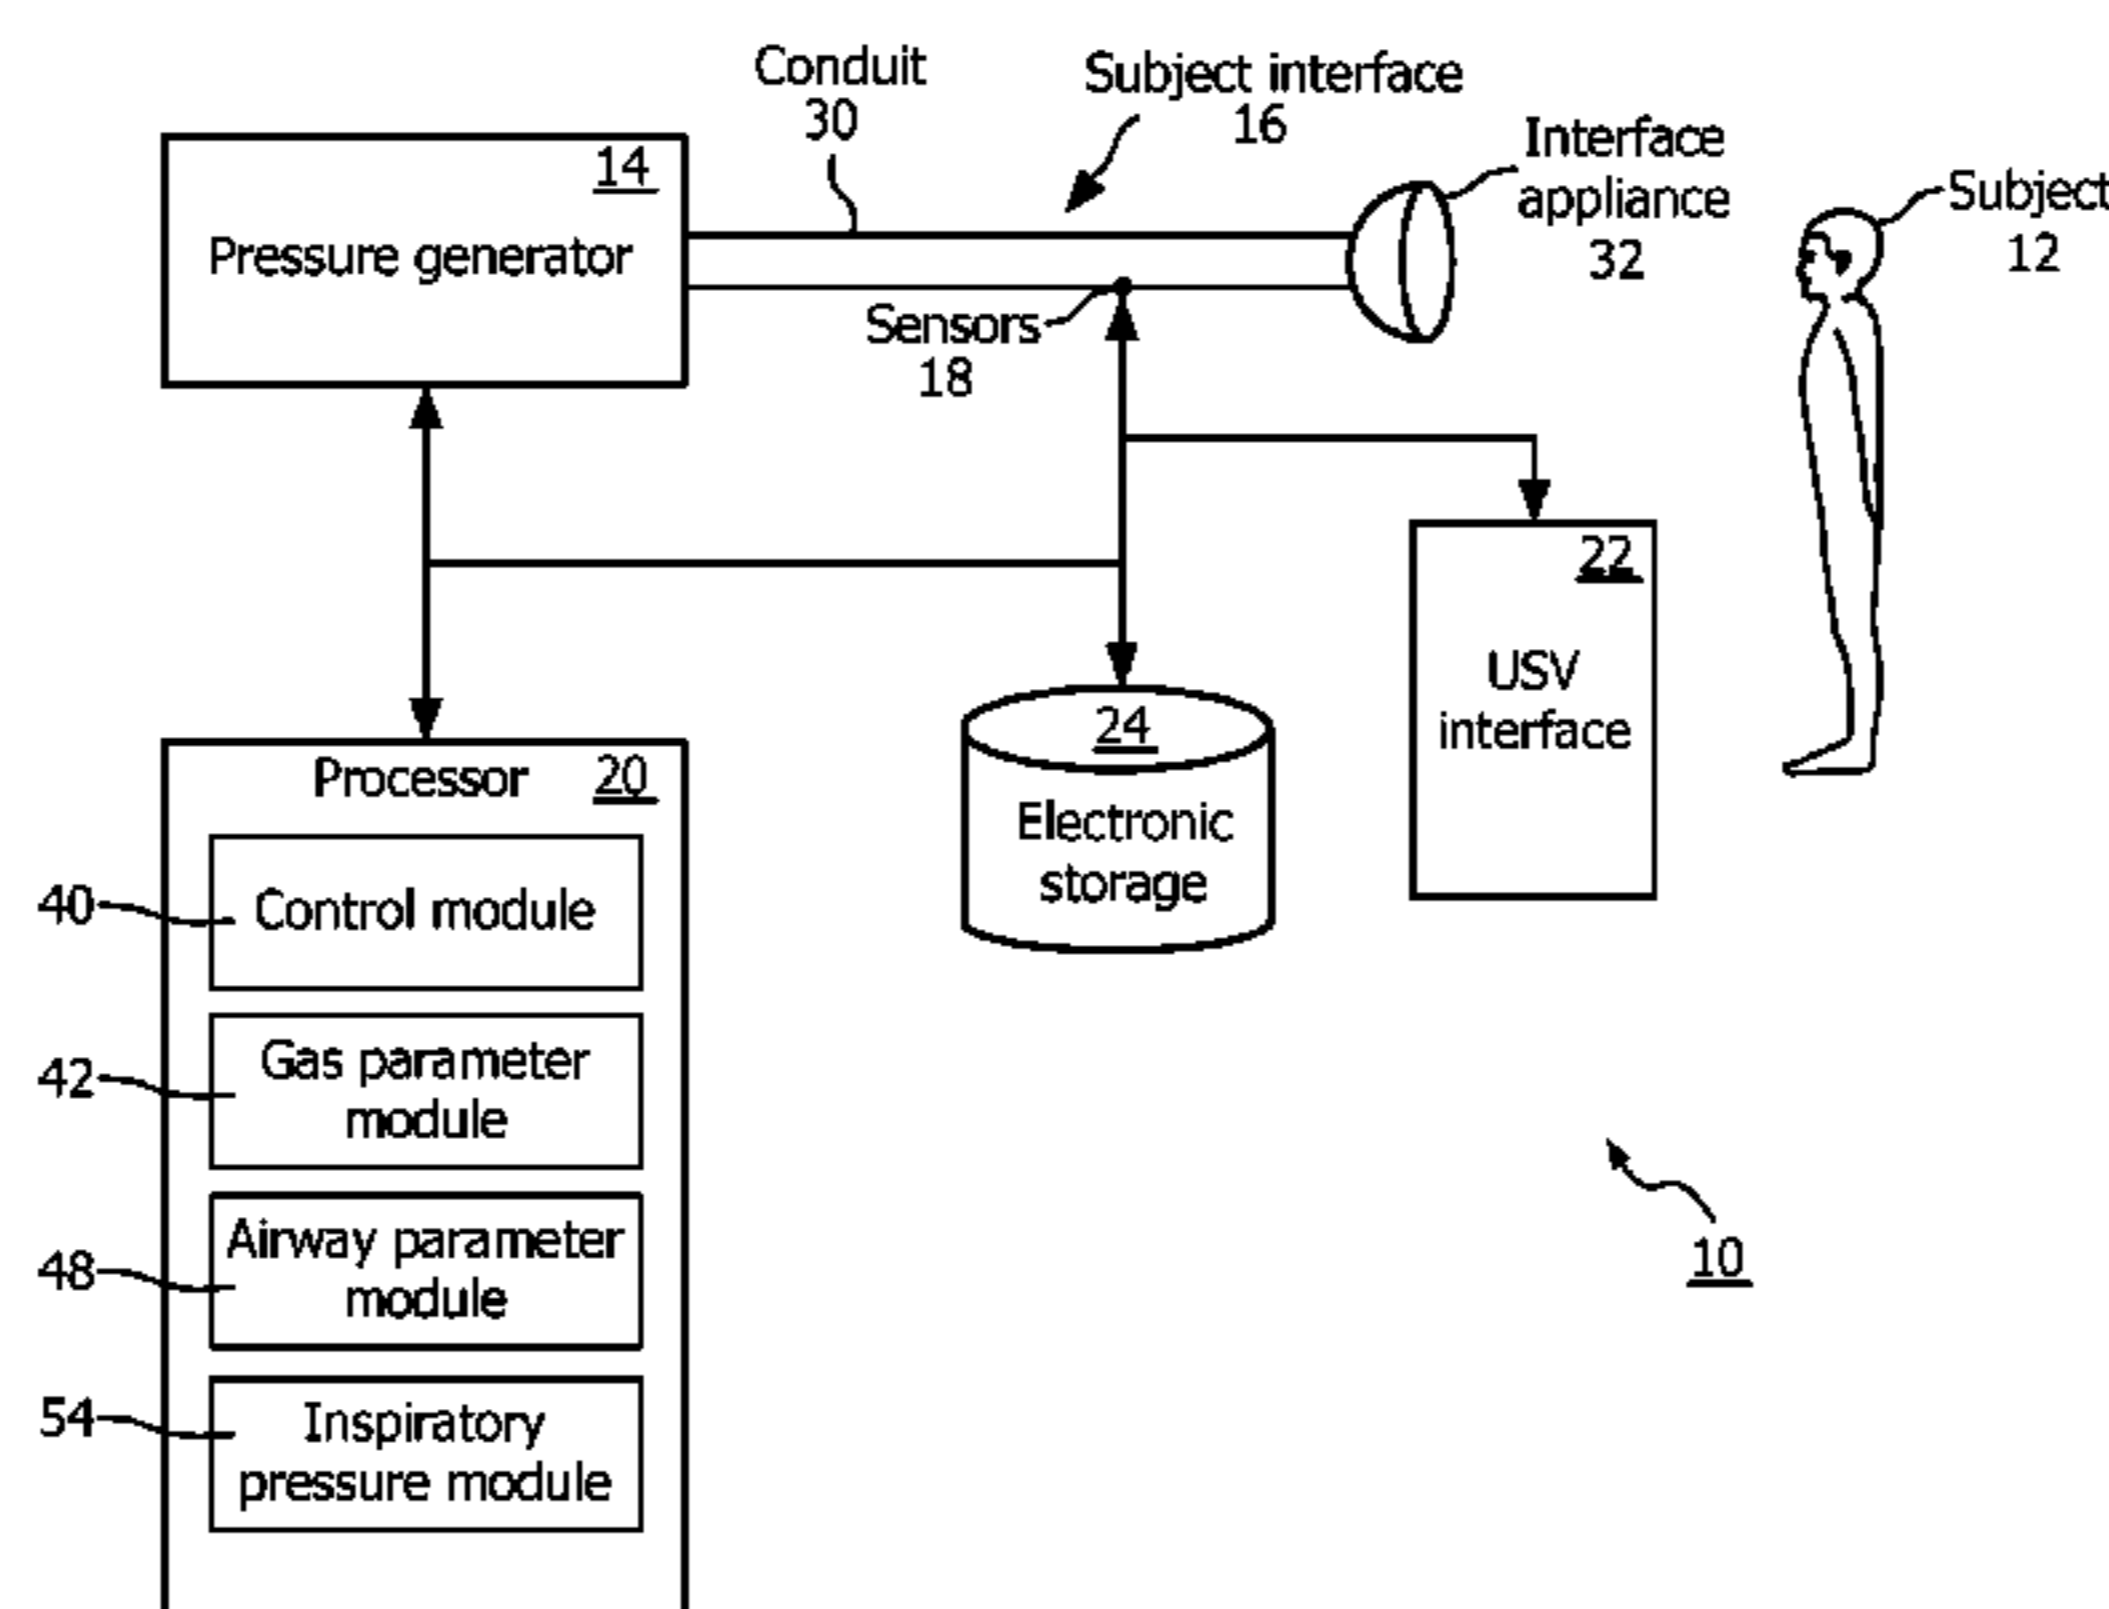 Conduit
30
Subject interface
16
Interface
appliance
32
Subject
12
14
Pressure generator
Sensors
18
22
USV
interface
24
Electronic
storage
Processor 20
40
Control module
42
Gas parameter
module
48
Airway parameter
module
54
Inspiratory
pressure module
10